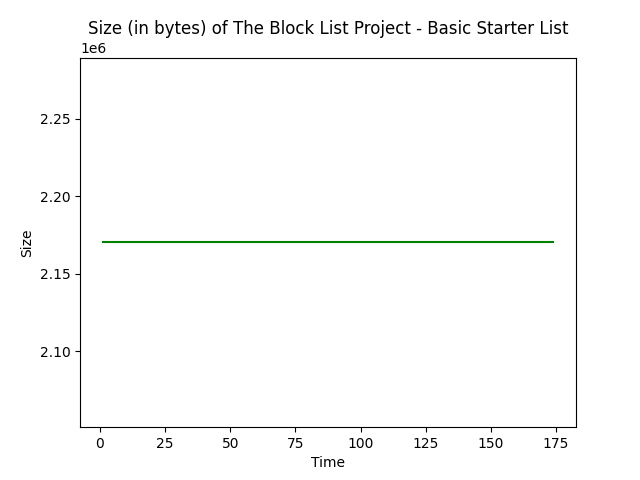 Size (in bytes) of The Block List Project - Basic Starter List
1e6
2.25
2.20
2.15
2.10
Size
0 25 50 75 100 125 150 175
Time